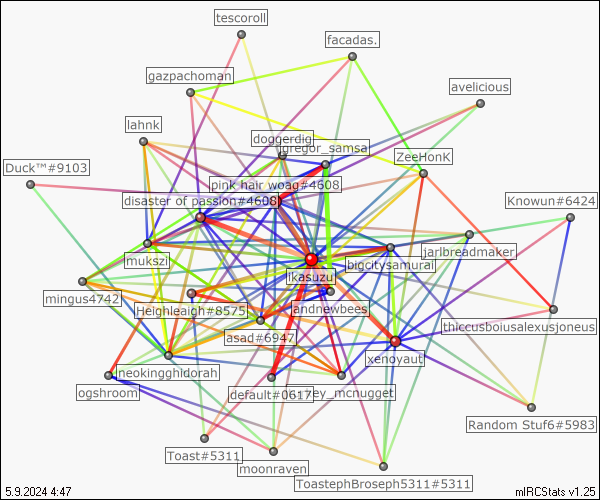 tescoroll
facadas.
gazpachoman
avelicious
lahnk
doggerdig
gregor_samsa
ZeeHonK
Duck™#9103
pink hair woag#4608
disaster of passion#4608
Knowun#6424
mukszi
jarlbreadmaker
bigcitysamurai
ikasuzu
mingus4742
Heighleaigh#8575
andnewbees
thiccusboiusalexusjoneus
asad#6947
xenoyaut
neokingghidorah
ogshroom
default#0617
rey_mcnugget
Random Stuf6#5983
Toast#5311
moonraven
ToastephBroseph5311#5311
5.9.2024 4:47
mIRCStats v1.25